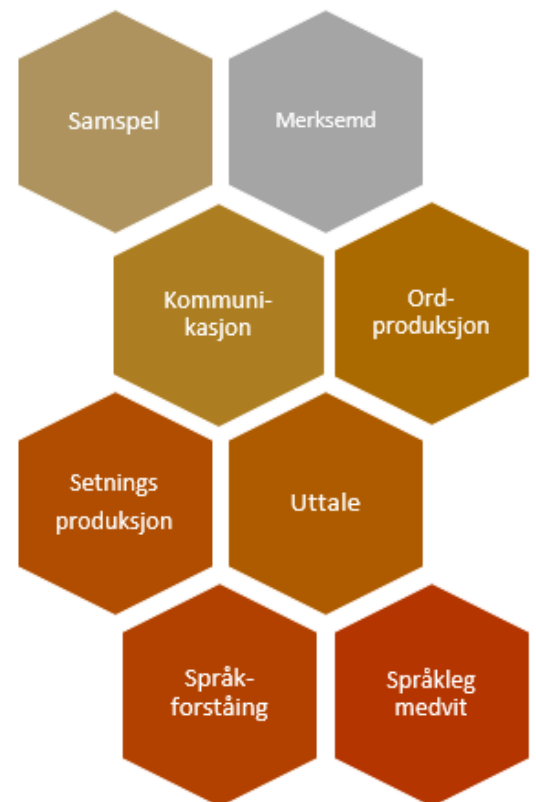 Samspel
Merksemd
Kommuni-
kasjon
Ord-
produksjon
Setnings
produksjon
Uttale
Språk-
forståing
Språkleg
medvit